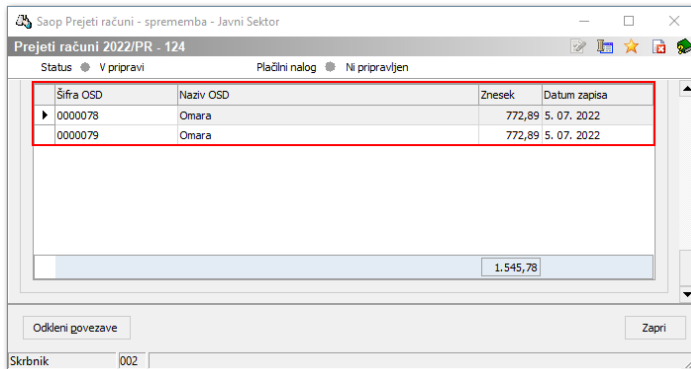 Saop Prejeti računi - sprememba - Javni Sektor
Prejeti računi 2022/PR - 124
Status V pripravi Plačilni nalog Ni pripravljen
Šifra OSD Naziv OSD Znesek Datum zapisa
0000078 Omara 772,89 5. 07. 2022
0000079 Omara 772,89 5. 07. 2022
1.545,78
Odkleni povezave Zapri
Skrbnik 002